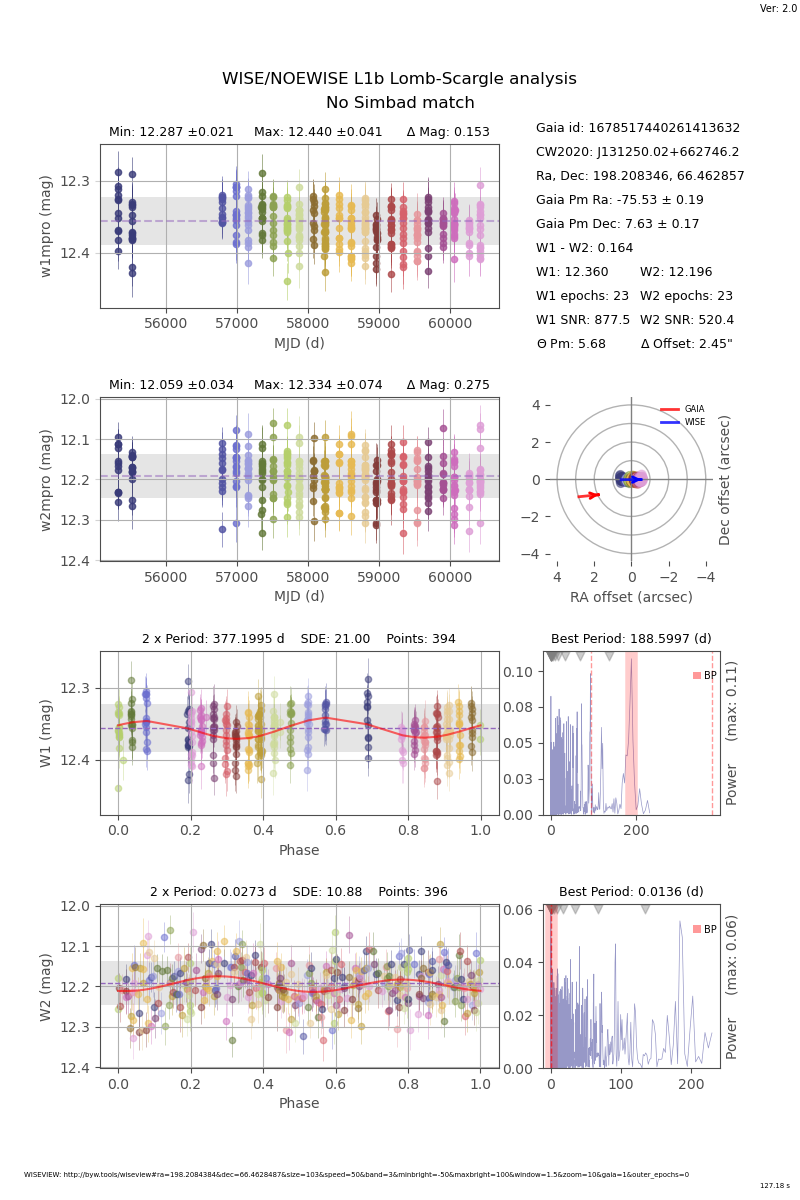 Ver: 2.0
WISE/NOEWISE L1b Lomb-Scargle analysis
No Simbad match
Min: 12.287 ±0.021 Max: 12.440 ±0.041 Δ Mag: 0.153
w1mpro (mag)
12.3
12.4
56000 57000 58000 59000 60000
MJD (d)
Gaia id: 1678517440261413632
CW2020: J131250.02+662746.2
Ra, Dec: 198.208346, 66.462857
Gaia Pm Ra: -75.53 ± 0.19
Gaia Pm Dec: 7.63 ± 0.17
W1 - W2: 0.164
W1: 12.360 W2: 12.196
W1 epochs: 23 W2 epochs: 23
W1 SNR: 877.5 W2 SNR: 520.4
Θ Pm: 5.68 Δ Offset: 2.45"
Min: 12.059 ±0.034 Max: 12.334 ±0.074 Δ Mag: 0.275
w2mpro (mag)
12.0
12.1
12.2
12.3
12.4
56000 57000 58000 59000 60000
MJD (d)
GAIA
WISE
4
2
0
−2
−4
4 2 0 −2 −4
RA offset (arcsec)
Dec offset (arcsec)
2 x Period: 377.1995 d SDE: 21.00 Points: 394
W1 (mag)
12.3
12.4
0.0 0.2 0.4 0.6 0.8 1.0
Phase
Best Period: 188.5997 (d)
BP
0.10
0.08
0.05
0.03
0.00
0 200
Power (max: 0.11)
2 x Period: 0.0273 d SDE: 10.88 Points: 396
W2 (mag)
12.0
12.1
12.2
12.3
12.4
0.0 0.2 0.4 0.6 0.8 1.0
Phase
Best Period: 0.0136 (d)
BP
0.06
0.04
0.02
0.00
0 100 200
Power (max: 0.06)
WISEVIEW: http://byw.tools/wiseview#ra=198.2084384&dec=66.4628487&size=103&speed=50&band=3&minbright=-50&maxbright=100&window=1.5&zoom=10&gaia=1&outer_epochs=0
127.18 s